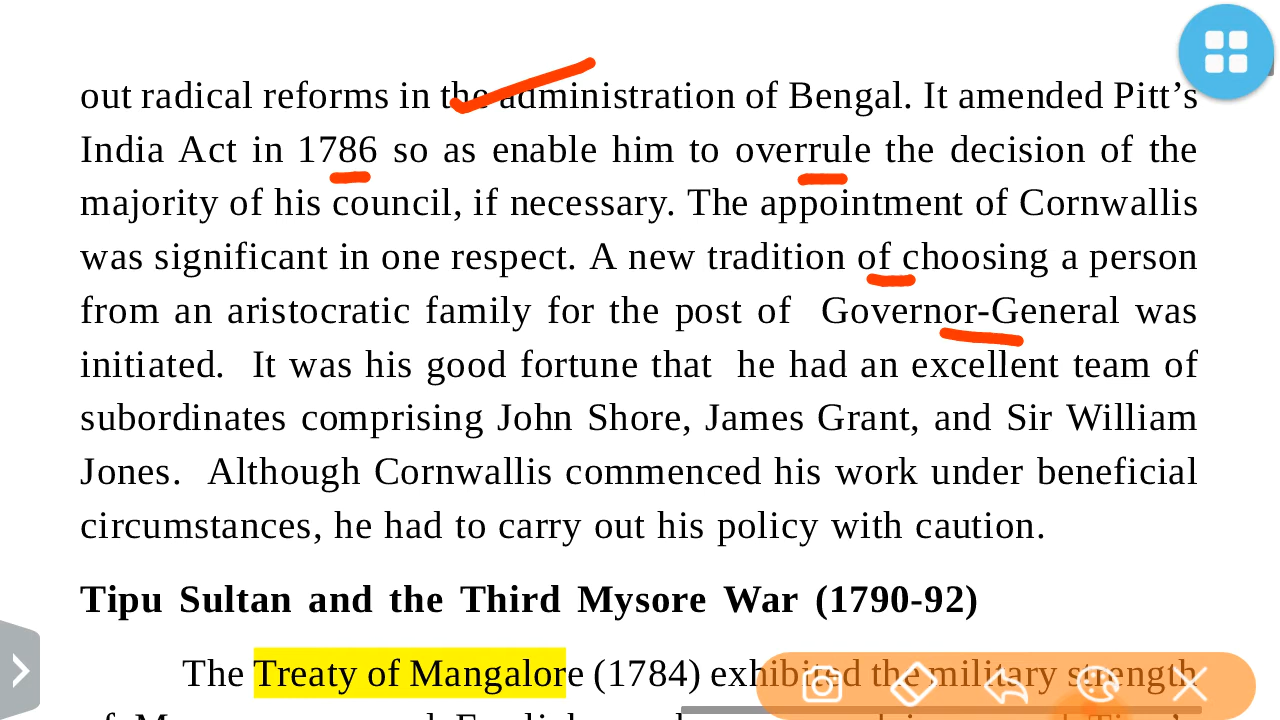 out radical reforms in the administration of Bengal. It amended Pitt’s
India Act in 1786 so as enable him to overrule the decision of the
majority of his council, if necessary. The appointment of Cornwallis
was significant in one respect. A new tradition of choosing a person
from an aristocratic family for the post of Governor-General was
initiated. It was his good fortune that he had an excellent team of
subordinates comprising John Shore, James Grant, and Sir William
Jones. Although Cornwallis commenced his work under beneficial
circumstances, he had to carry out his policy with caution.
Tipu Sultan and the Third Mysore War (1790-92)
The Treaty of Mangalore (1784) exhibited the military strength
of